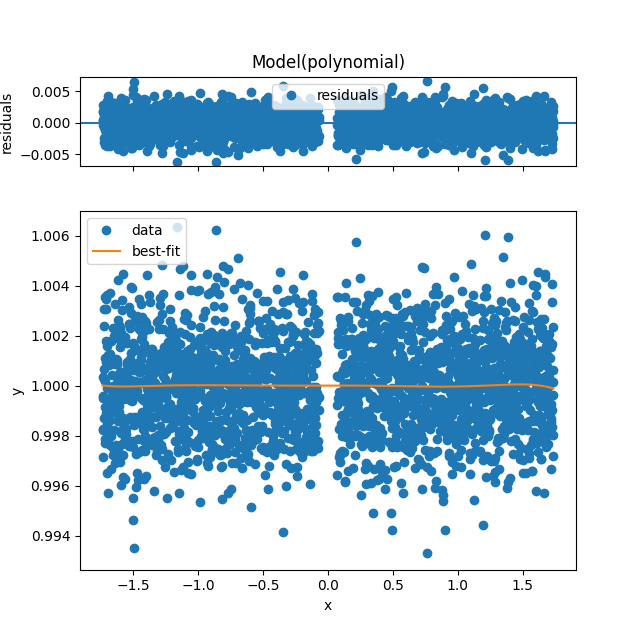 Model(polynomial)
residuals
0.005
0.000
−0.005
residuals
data
best-fit
y
1.006
1.004
1.002
1.000
0.998
0.996
0.994
−1.5 −1.0 −0.5 0.0 0.5 1.0 1.5
x